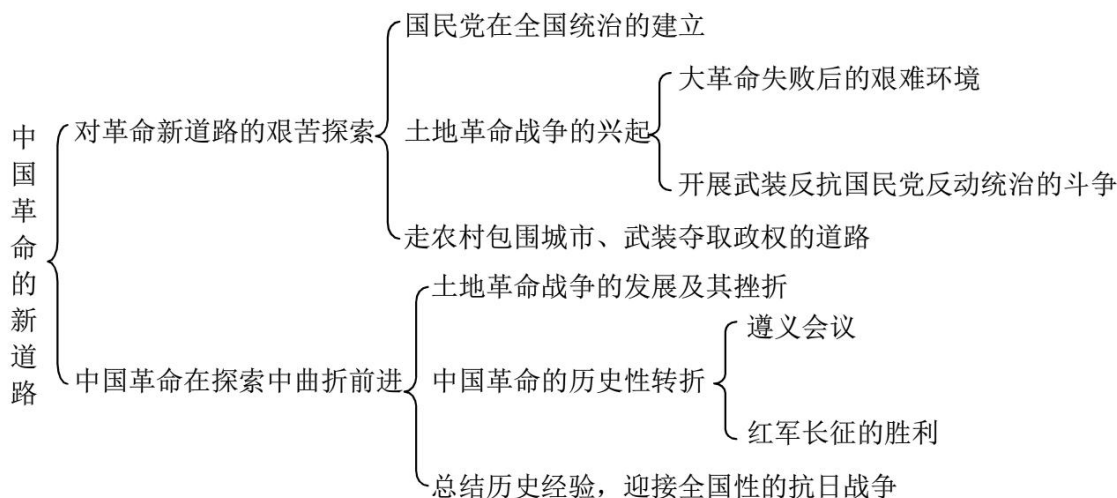 中国革命的新道路
对革命新道路的艰苦探索
国民党在全国统治的建立
土地革命战争的兴起
大革命失败后的艰难环境
开展武装反抗国民党反动统治的斗争
走农村包围城市、武装夺取政权的道路
中国革命在探索中曲折前进
土地革命战争的发展及其挫折
中国革命的历史性转折
遵义会议
红军长征的胜利
总结历史经验，迎接全国性的抗日战争